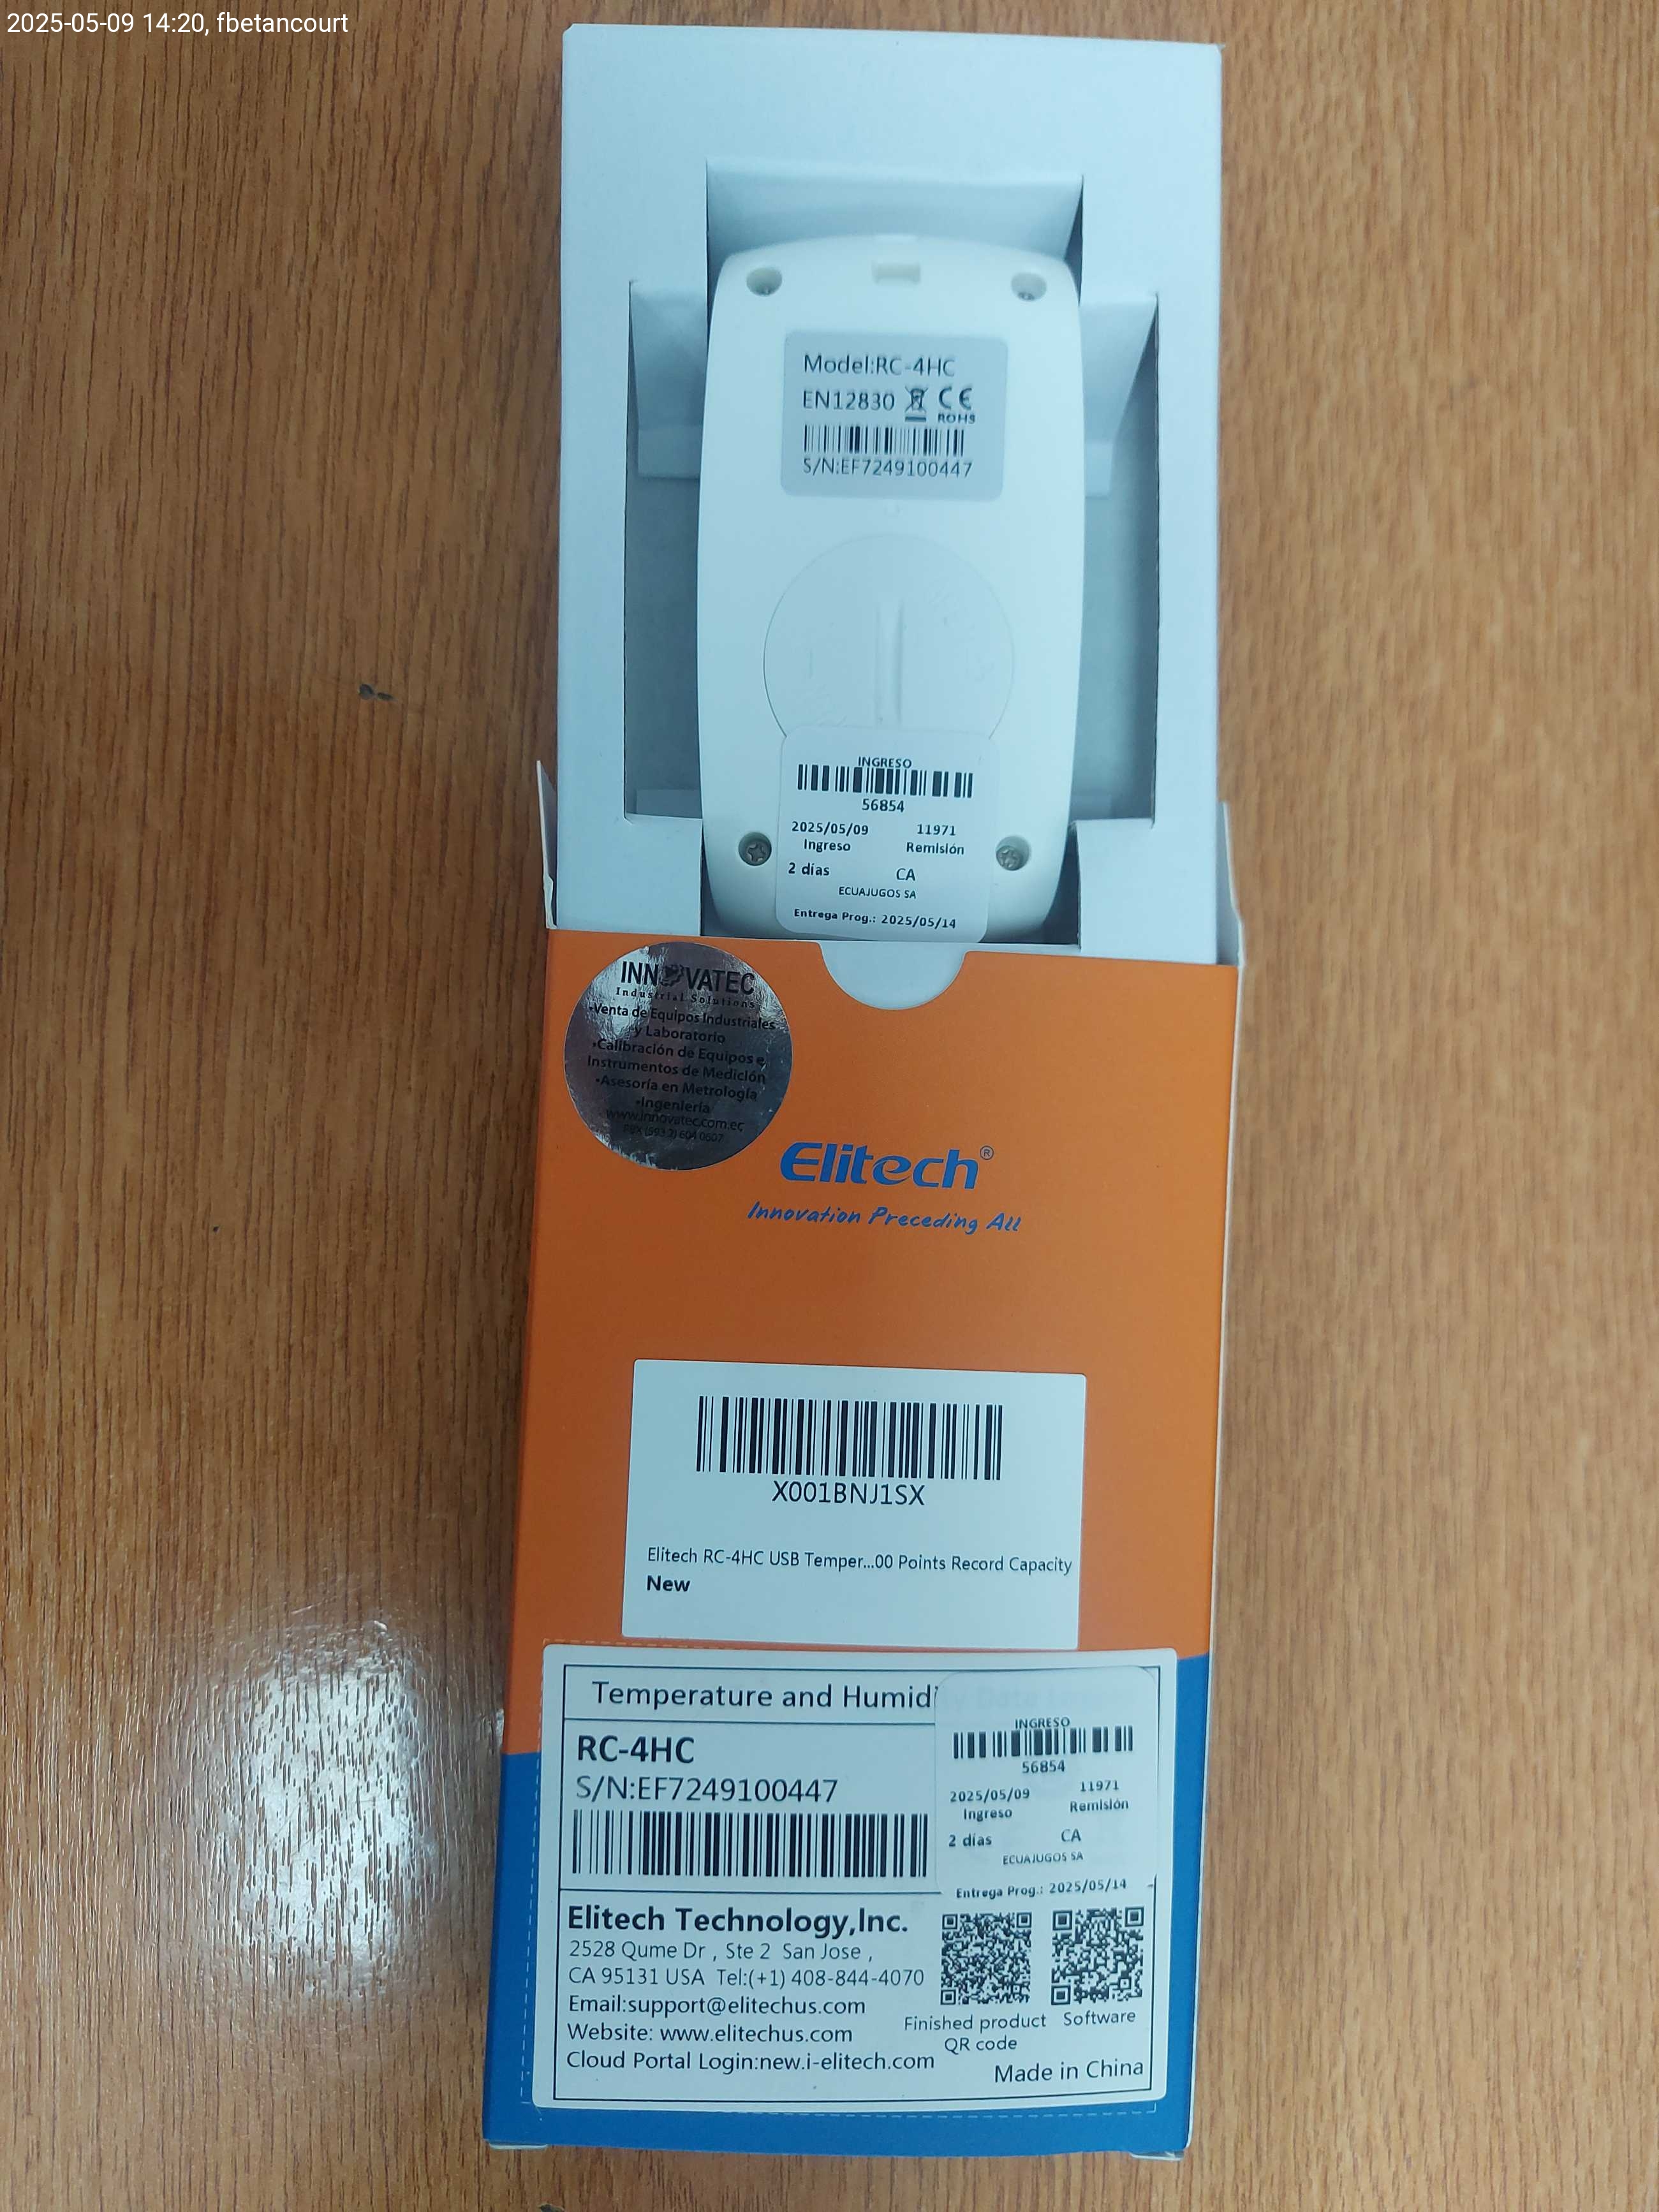 2025-05-09 14:20, fbetancourt
Model:RC-4HC
EN12830 CE
ROHS
S/N:EF7249100447
INGRESO
56854
2025/05/09 11971
Ingreso Remisión
2 días CA
ECUAJUGOS SA
Entrega Prog.: 2025/05/14
INNOVATEC
Industrial Solutions
•Venta de Equipos Industriales
y Laboratorio
•Calibración de Equipos e
Instrumentos de Medición
•Asesoría en Metrología
•Ingeniería
www.innovatec.com.ec
PBX (593 2) 604 0607
Elitech®
Innovation Preceding All
X001BNJ1SX
Elitech RC-4HC USB Temper...00 Points Record Capacity
New
Temperature and Humidi
RC-4HC
S/N:EF7249100447
INGRESO
56854
2025/05/09 11971
Ingreso Remisión
2 días CA
ECUAJUGOS SA
Entrega Prog.: 2025/05/14
Elitech Technology,Inc.
2528 Qume Dr , Ste 2 San Jose ,
CA 95131 USA Tel:(+1) 408-844-4070
Email:support@elitechus.com
Website: www.elitechus.com
Cloud Portal Login:new.i-elitech.com
Finished product
QR code
Software
Made in China